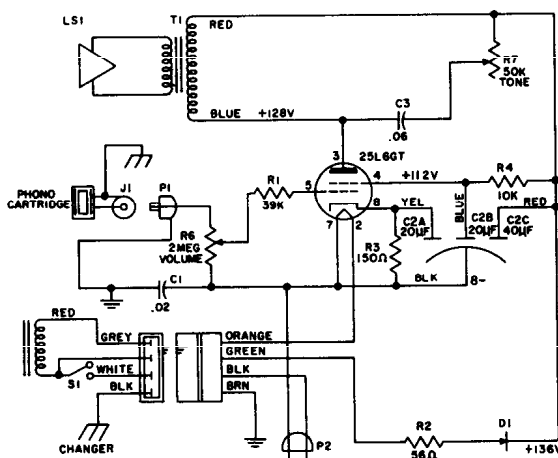 LS1
T1
RED
R7
50K
TONE
BLUE
+128V
C3
.06
3
25L6GT
4
+112V
R4
10K
5
R1
39K
8
YEL
BLUE
RED
C2A
20µF
C2B
20µF
C2C
40µF
7
2
R3
150Ω
BLK
8-
PHONO
CARTRIDGE
J1
P1
R6
2MEG
VOLUME
C1
.02
RED
GREY
WHITE
BLK
S1
CHANGER
ORANGE
GREEN
BLK
BRN
P2
R2
56Ω
D1
+136V